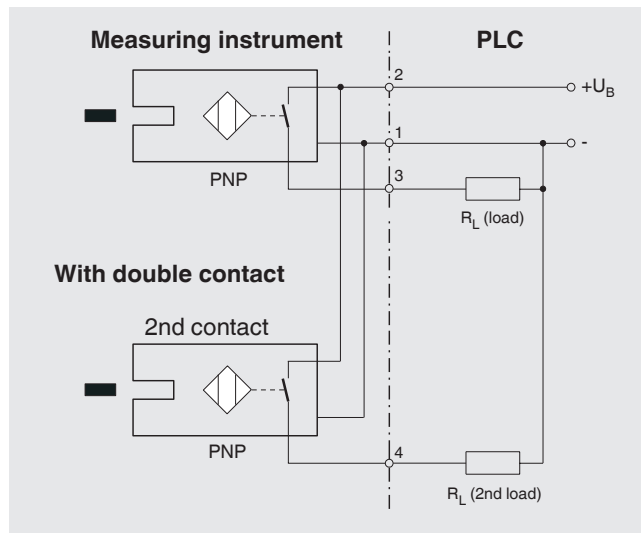 Measuring instrument
PLC
2
+U_B
1
-
PNP
3
R_L (load)
With double contact
2nd contact
PNP
4
R_L (2nd load)